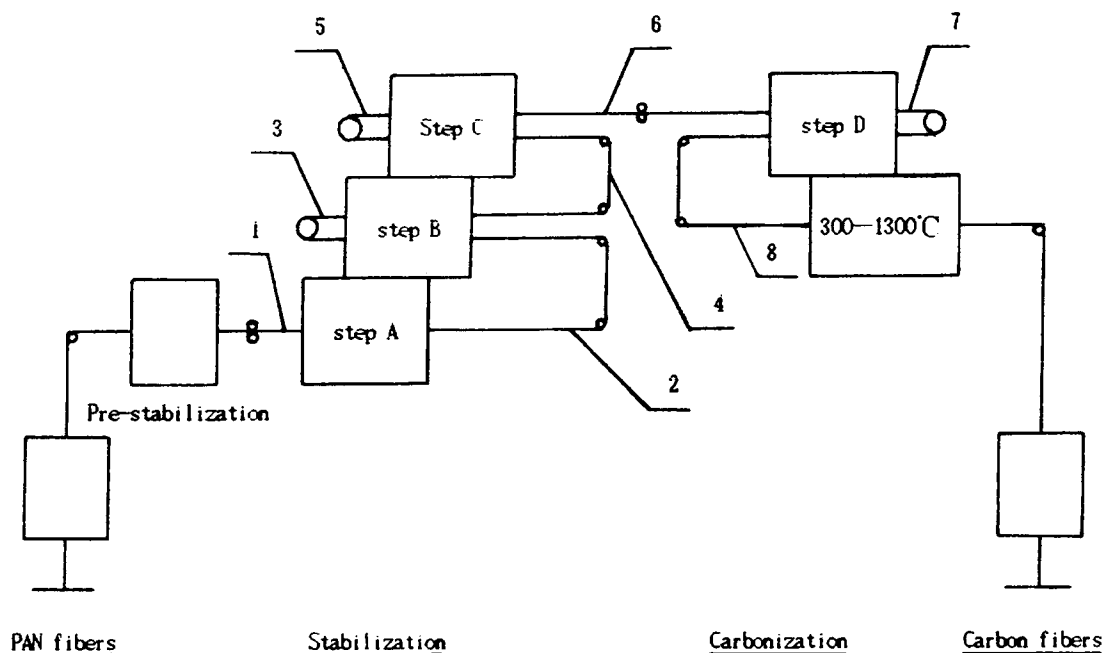 5
6
7
Step C
step D
3
step B
300—1300℃
1
8
4
step A
2
Pre-stabilization
PAN fibers
Stabilization
Carbonization
Carbon fibers